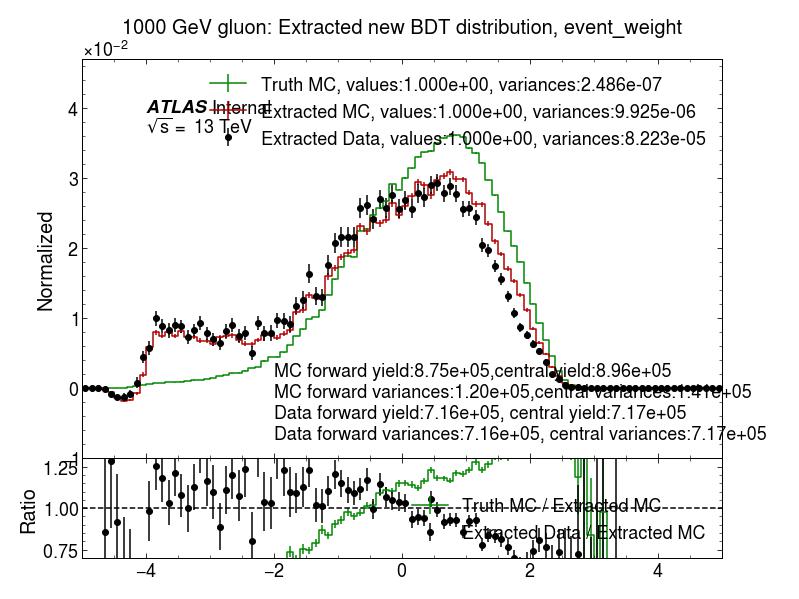 1000 GeV gluon: Extracted new BDT distribution, event_weight
×10−2
Truth MC, values:1.000e+00, variances:2.486e-07
ATLAS Internal
Extracted MC, values:1.000e+00, variances:9.925e-06
√s = 13 TeV
Extracted Data, values:1.000e+00, variances:8.223e-05
4
3
2
1
0
Normalized
MC forward yield:8.75e+05,central yield:8.96e+05
MC forward variances:1.20e+05,central variances:1.41e+05
Data forward yield:7.16e+05, central yield:7.17e+05
Data forward variances:7.16e+05, central variances:7.17e+05
1.25
1.00
0.75
Ratio
Truth MC / Extracted MC
Extracted Data / Extracted MC
−4 −2 0 2 4